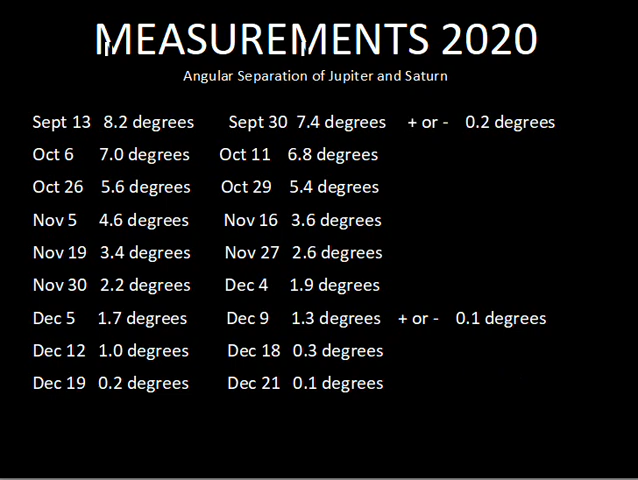 MEASUREMENTS 2020
Angular Separation of Jupiter and Saturn
Sept 13 8.2 degrees Sept 30 7.4 degrees + or - 0.2 degrees
Oct 6 7.0 degrees Oct 11 6.8 degrees
Oct 26 5.6 degrees Oct 29 5.4 degrees
Nov 5 4.6 degrees Nov 16 3.6 degrees
Nov 19 3.4 degrees Nov 27 2.6 degrees
Nov 30 2.2 degrees Dec 4 1.9 degrees
Dec 5 1.7 degrees Dec 9 1.3 degrees + or - 0.1 degrees
Dec 12 1.0 degrees Dec 18 0.3 degrees
Dec 19 0.2 degrees Dec 21 0.1 degrees